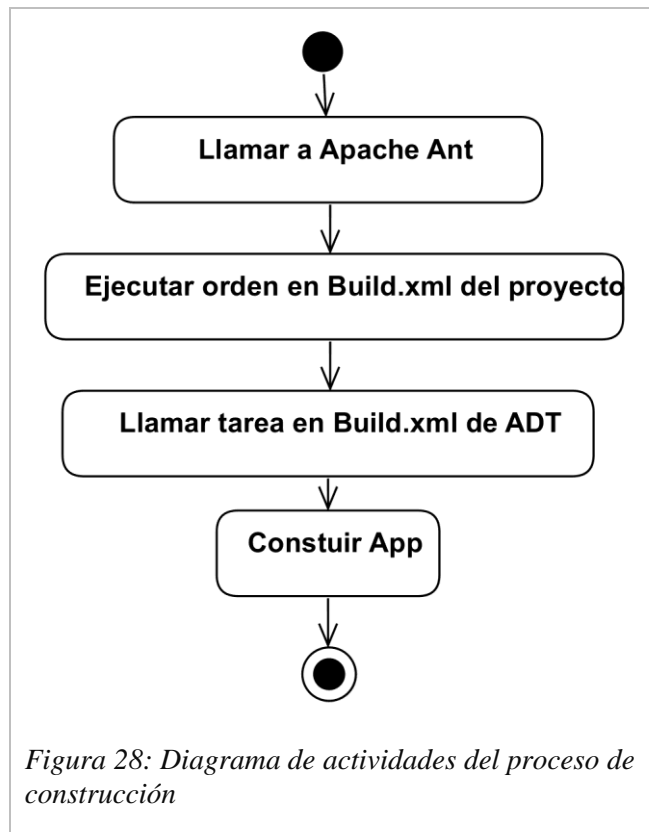 Llamar a Apache Ant
Ejecutar orden en Build.xml del proyecto
Llamar tarea en Build.xml de ADT
Constuir App
Figura 28: Diagrama de actividades del proceso de
construcción